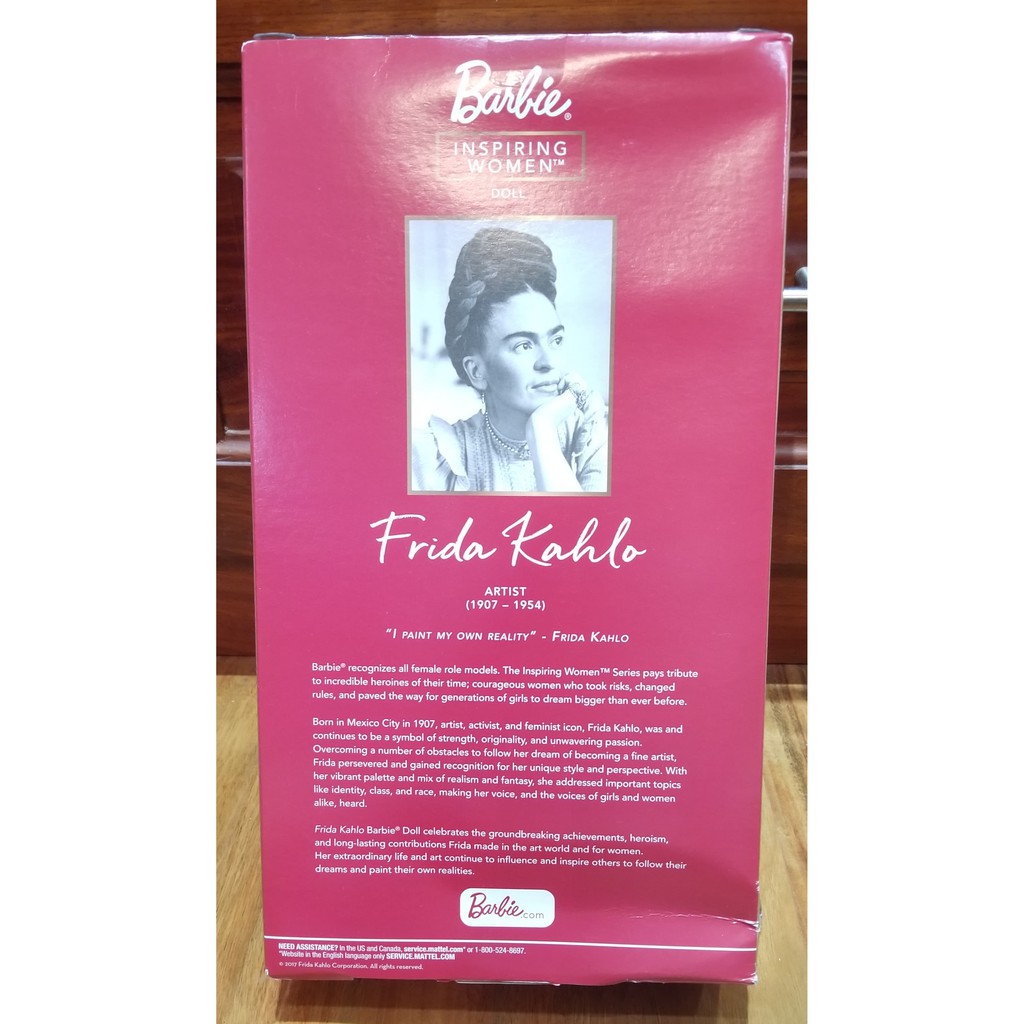 Barbie®
INSPIRING
WOMEN™
DOLL
Frida Kahlo
ARTIST
(1907 – 1954)
"I PAINT MY OWN REALITY" - FRIDA KAHLO
Barbie® recognizes all female role models. The Inspiring Women™ Series pays tribute
to incredible heroines of their time; courageous women who took risks, changed
rules, and paved the way for generations of girls to dream bigger than ever before.
Born in Mexico City in 1907, artist, activist, and feminist icon, Frida Kahlo, was and
continues to be a symbol of strength, originality, and unwavering passion.
Overcoming a number of obstacles to follow her dream of becoming a fine artist,
Frida persevered and gained recognition for her unique style and perspective. With
her vibrant palette and mix of realism and fantasy, she addressed important topics
like identity, class, and race, making her voice, and the voices of girls and women
alike, heard.
Frida Kahlo Barbie® Doll celebrates the groundbreaking achievements, heroism,
and long-lasting contributions Frida made in the art world and for women.
Her extraordinary life and art continue to influence and inspire others to follow their
dreams and paint their own realities.
Barbie.com
NEED ASSISTANCE? In the US and Canada, service.mattel.com* or 1-800-524-8697.
*Website in the English language only SERVICE.MATTEL.COM
© 2017 Frida Kahlo Corporation. All rights reserved.